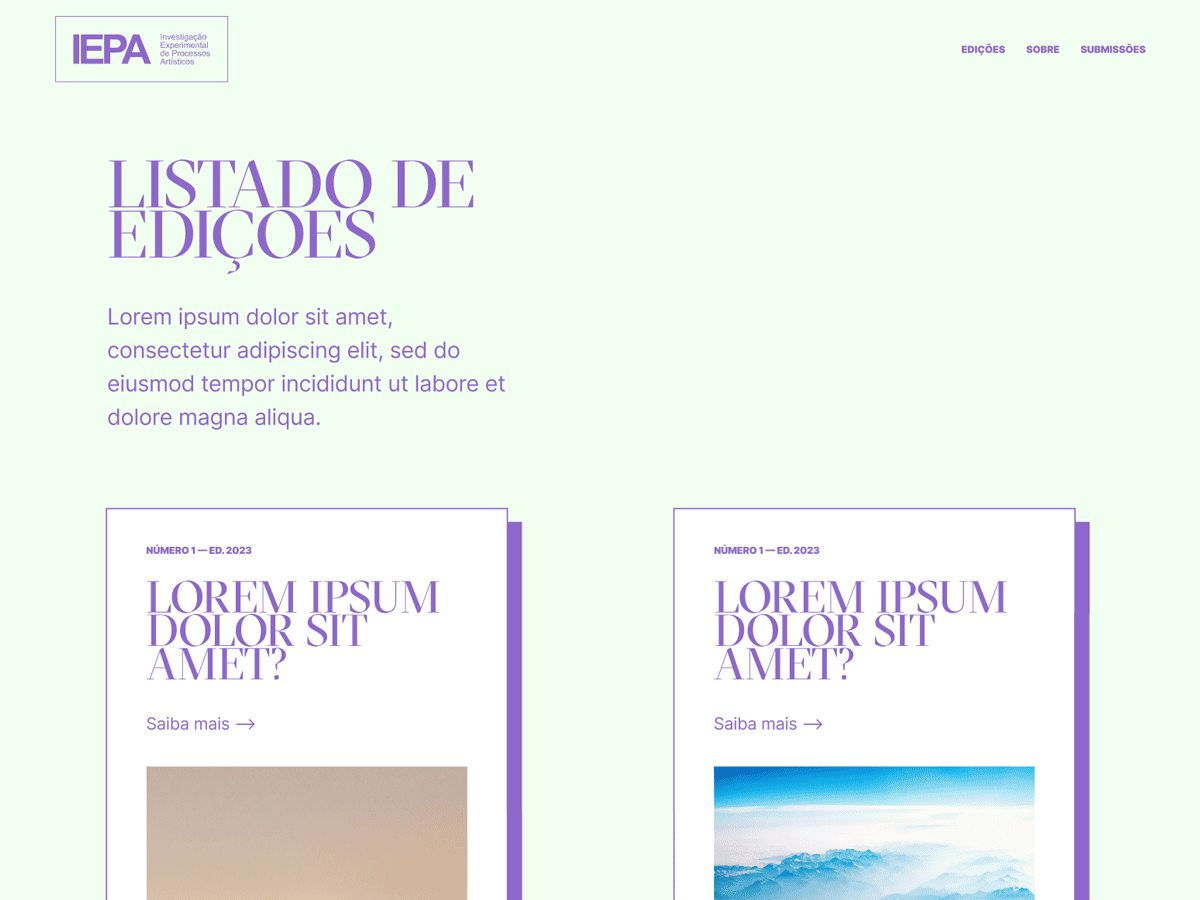 IEPA
Investigação
Experimental
de Processos
Artísticos
EDIÇÕES
SOBRE
SUBMISSÕES
LISTADO DE
EDIÇOES
Lorem ipsum dolor sit amet,
consectetur adipiscing elit, sed do
eiusmod tempor incididunt ut labore et
dolore magna aliqua.
NÚMERO 1 — ED. 2023
LOREM IPSUM
DOLOR SIT
AMET?
Saiba mais →
NÚMERO 1 — ED. 2023
LOREM IPSUM
DOLOR SIT
AMET?
Saiba mais →